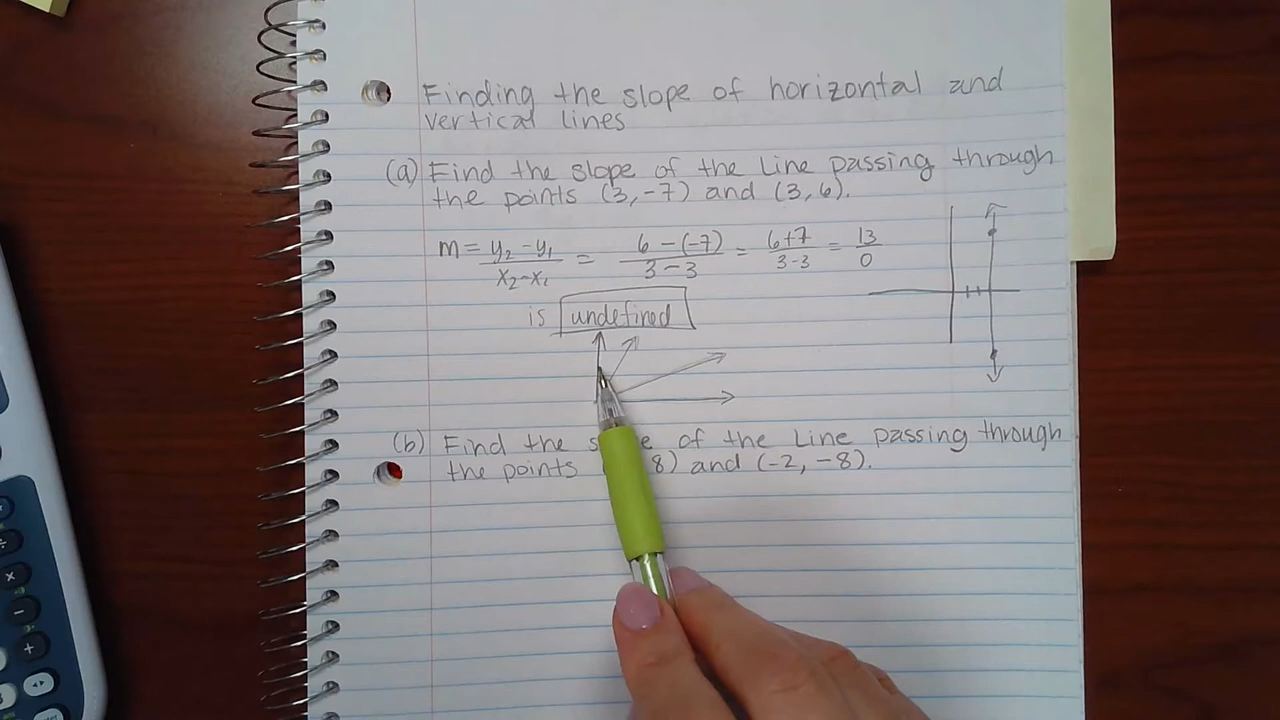 Finding the slope of horizontal and
vertical lines
(a) Find the slope of the Line passing through
the points (3,-7) and (3,6).
m = y₂-y₁ / x₂-x₁ = 6-(-7) / 3-3 = 6+7 / 3-3 = 13 / 0
is undefined
(b) Find the of the Line passing through
the points 8) and (-2, -8).